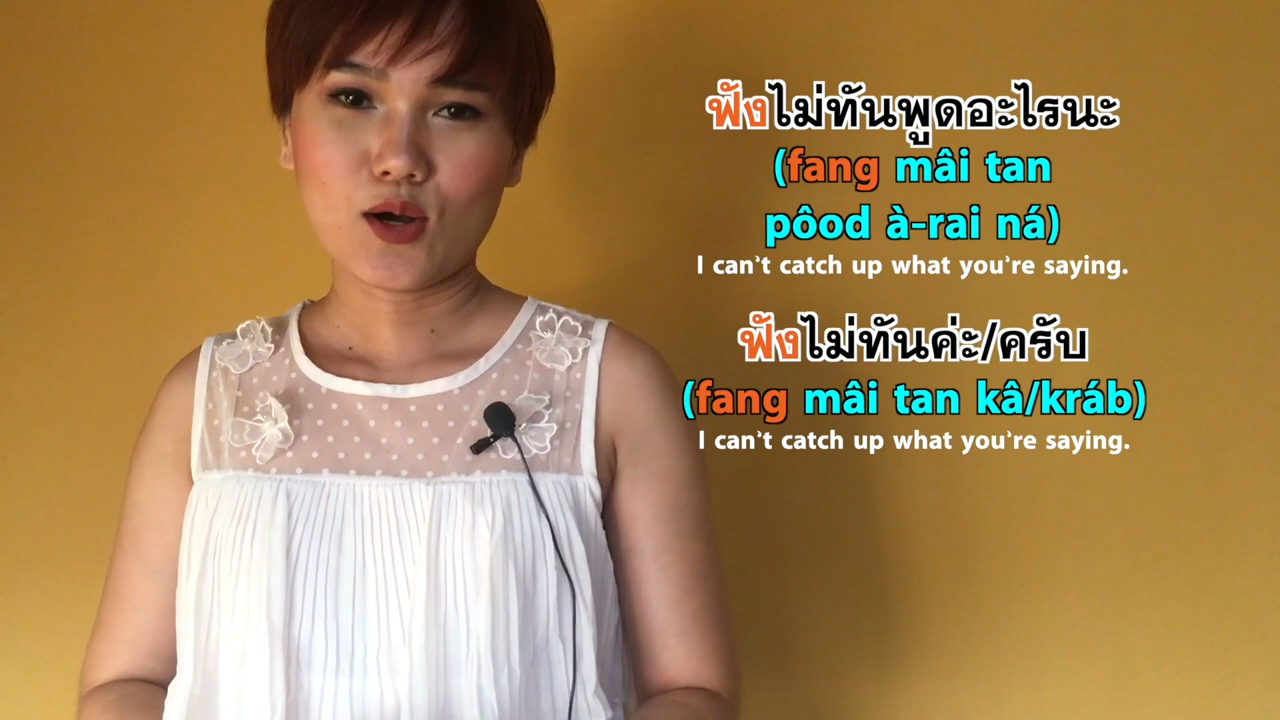 ฟังไม่ทันพูดอะไรนะ
(fang mâi tan
pôod à-rai ná)
I can't catch up what you're saying.
ฟังไม่ทันค่ะ/ครับ
(fang mâi tan kâ/kráb)
I can't catch up what you're saying.